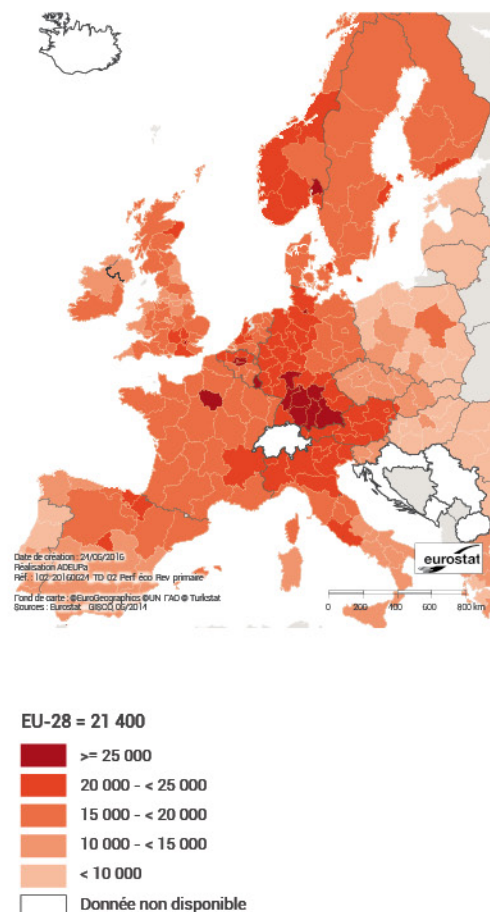 Date de création : 24/06/2016
Réalisation ADEUPa
Réf. : 102_20160624_TD_02_Perf_éco_Rev_primaire
Fond de carte : ©EuroGeographics ©UN FAO © Turkstat
Sources : Eurostat GISCO, 06/2014
eurostat
0 200 400 600 800 km
EU-28 = 21 400
>= 25 000
20 000 - < 25 000
15 000 - < 20 000
10 000 - < 15 000
< 10 000
Donnée non disponible